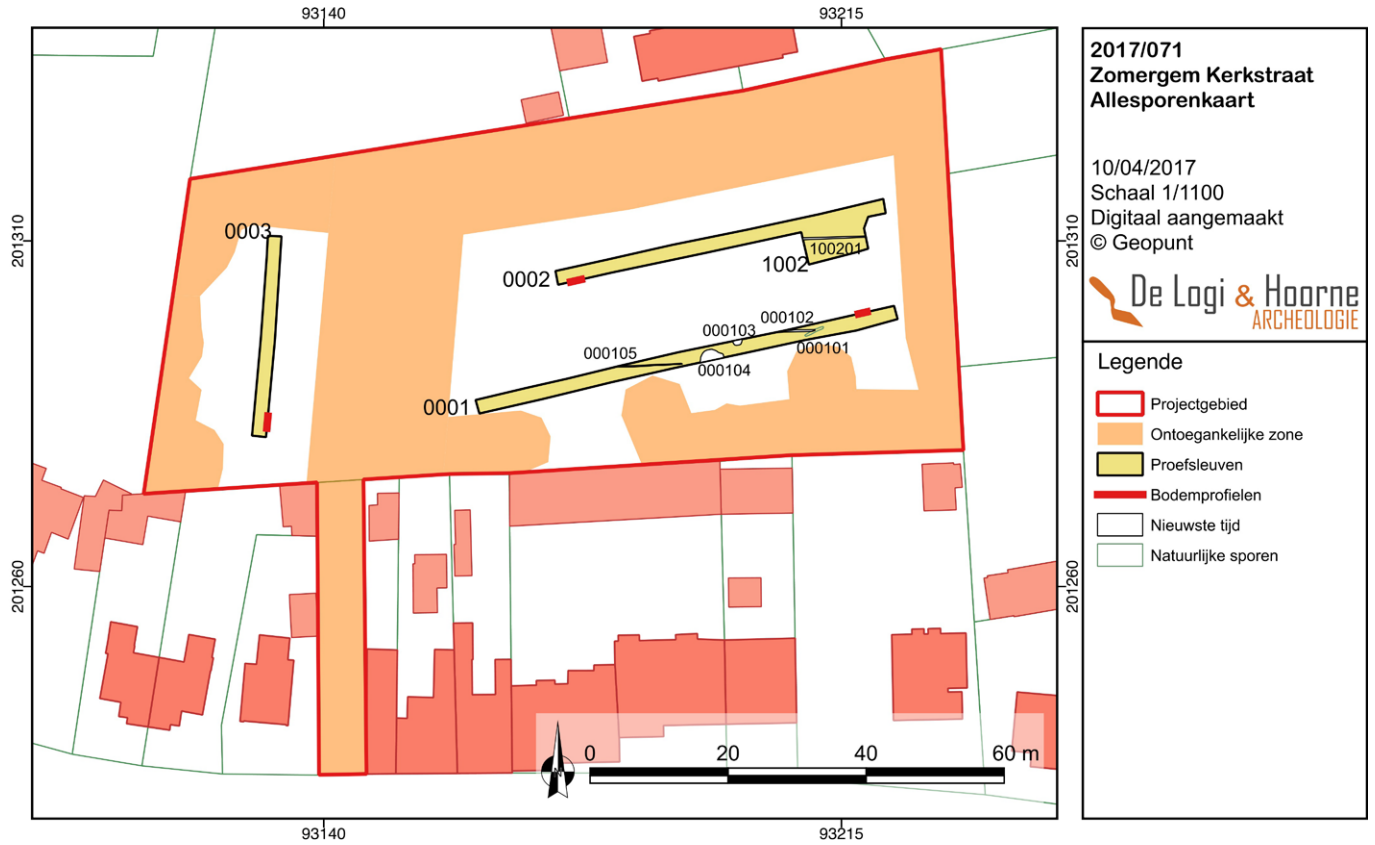 93140
93215
201310
201310
201260
201260
93140
93215
0003
0002
1002
100201
000102
000103
000101
000105
000104
0001
0
20
40
60 m
N
2017/071
Zomergem Kerkstraat
Allesporenkaart
10/04/2017
Schaal 1/1100
Digitaal aangemaakt
© Geopunt
De Logi & Hoorne
ARCHEOLOGIE
Legende
Projectgebied
Ontoegankelijke zone
Proefsleuven
Bodemprofielen
Nieuwste tijd
Natuurlijke sporen